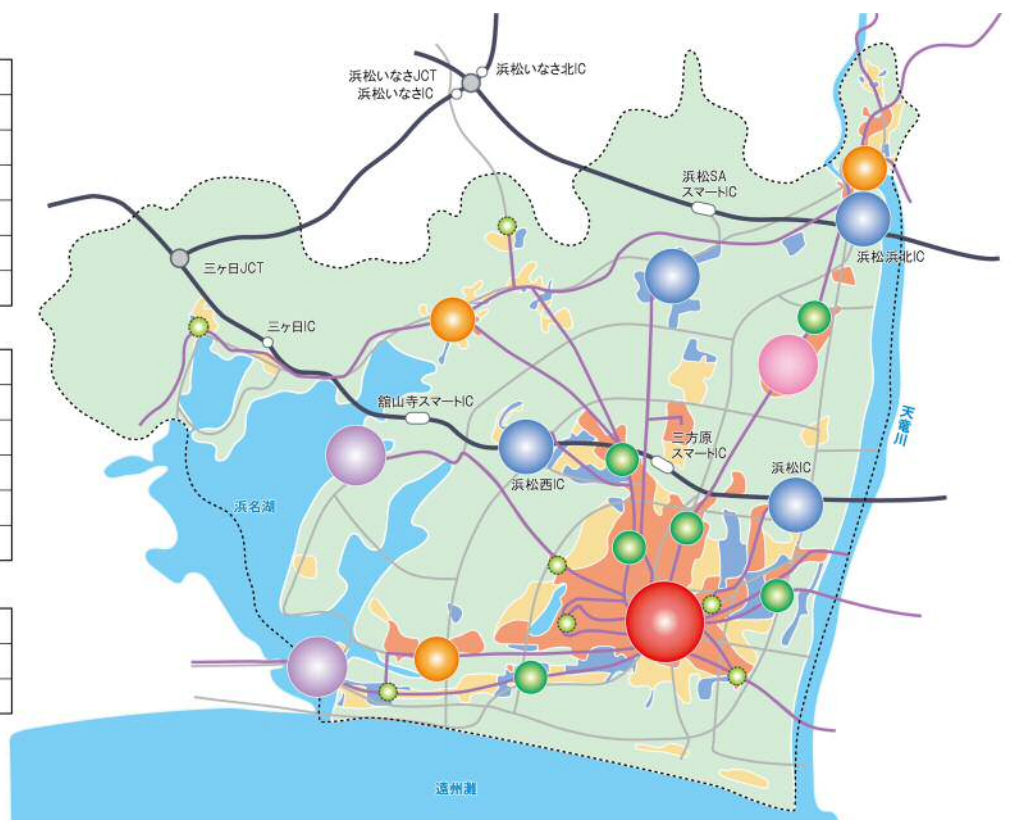 浜松いなさJCT
浜松いなさIC
浜松いなさ北IC
浜松SA
スマートIC
浜松浜北IC
三ヶ日JCT
三ヶ日IC
舘山寺スマートIC
三方原
スマートIC
浜松西IC
浜松IC
天竜川
浜名湖
遠州灘